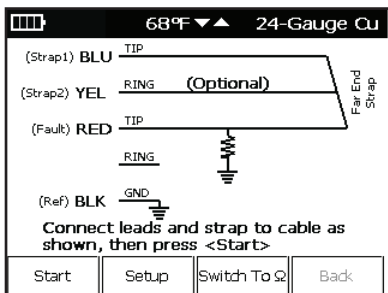 68°F ▼▲ 24-Gauge Cu
(Strap1) BLU TIP
(Strap2) YEL RING (Optional)
Far End
Strap
(Fault) RED TIP
RING
(Ref) BLK GND
Connect leads and strap to cable as
shown, then press <Start>
Start Setup Switch To Ω Back